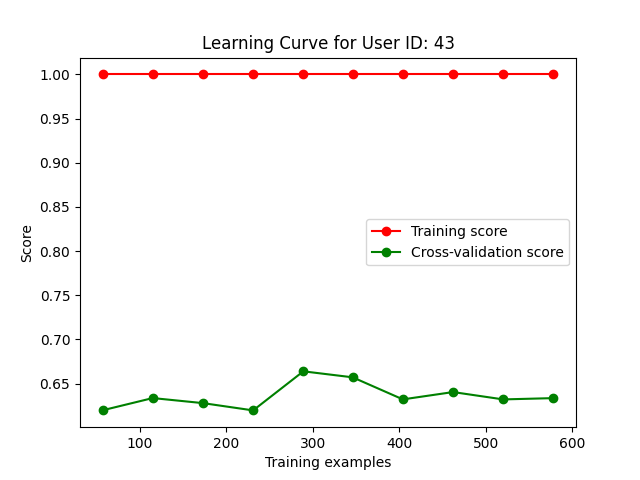 Learning Curve for User ID: 43
1.00
0.95
0.90
0.85
0.80
0.75
0.70
0.65
Score
Training score
Cross-validation score
100
200
300
400
500
600
Training examples